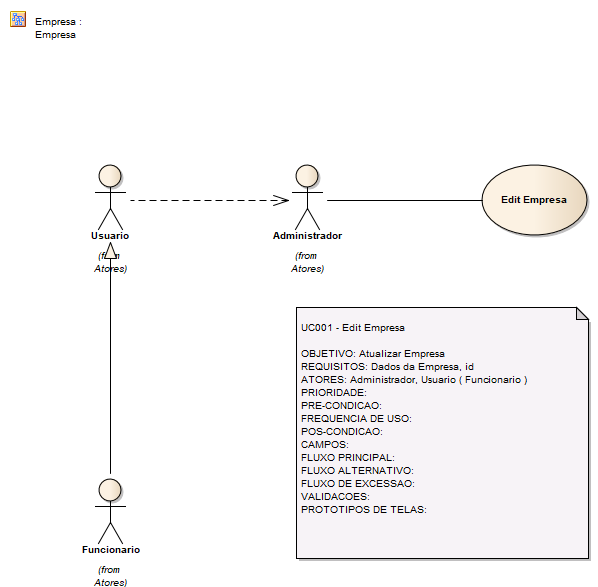 Empresa :
Empresa
Usuario
(from
Atores)
Administrador
(from
Atores)
Edit Empresa
UC001 - Edit Empresa
OBJETIVO: Atualizar Empresa
REQUISITOS: Dados da Empresa, id
ATORES: Administrador, Usuario ( Funcionario )
PRIORIDADE:
PRE-CONDICAO:
FREQUENCIA DE USO:
POS-CONDICAO:
CAMPOS:
FLUXO PRINCIPAL:
FLUXO ALTERNATIVO:
FLUXO DE EXCESSAO:
VALIDACOES:
PROTOTIPOS DE TELAS:
Funcionario
(from
Atores)